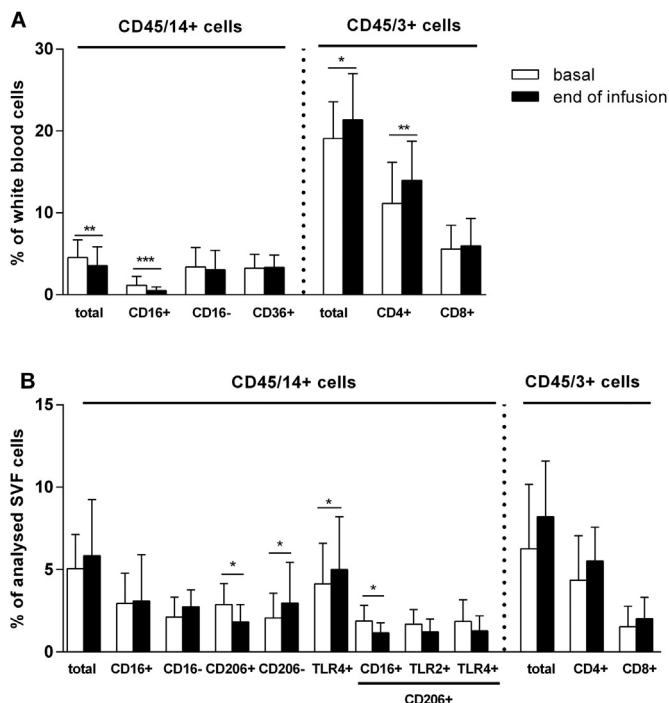 A
CD45/14+ cells
CD45/3+ cells
% of white blood cells
30
20
10
0
** *** * **
total CD16+ CD16- CD36+ total CD4+ CD8+
basal
end of infusion
B
CD45/14+ cells
CD45/3+ cells
% of analysed SVF cells
15
10
5
0
* * * *
total CD16+ CD16- CD206+ CD206- TLR4+ CD16+ TLR2+ TLR4+ total CD4+ CD8+
CD206+